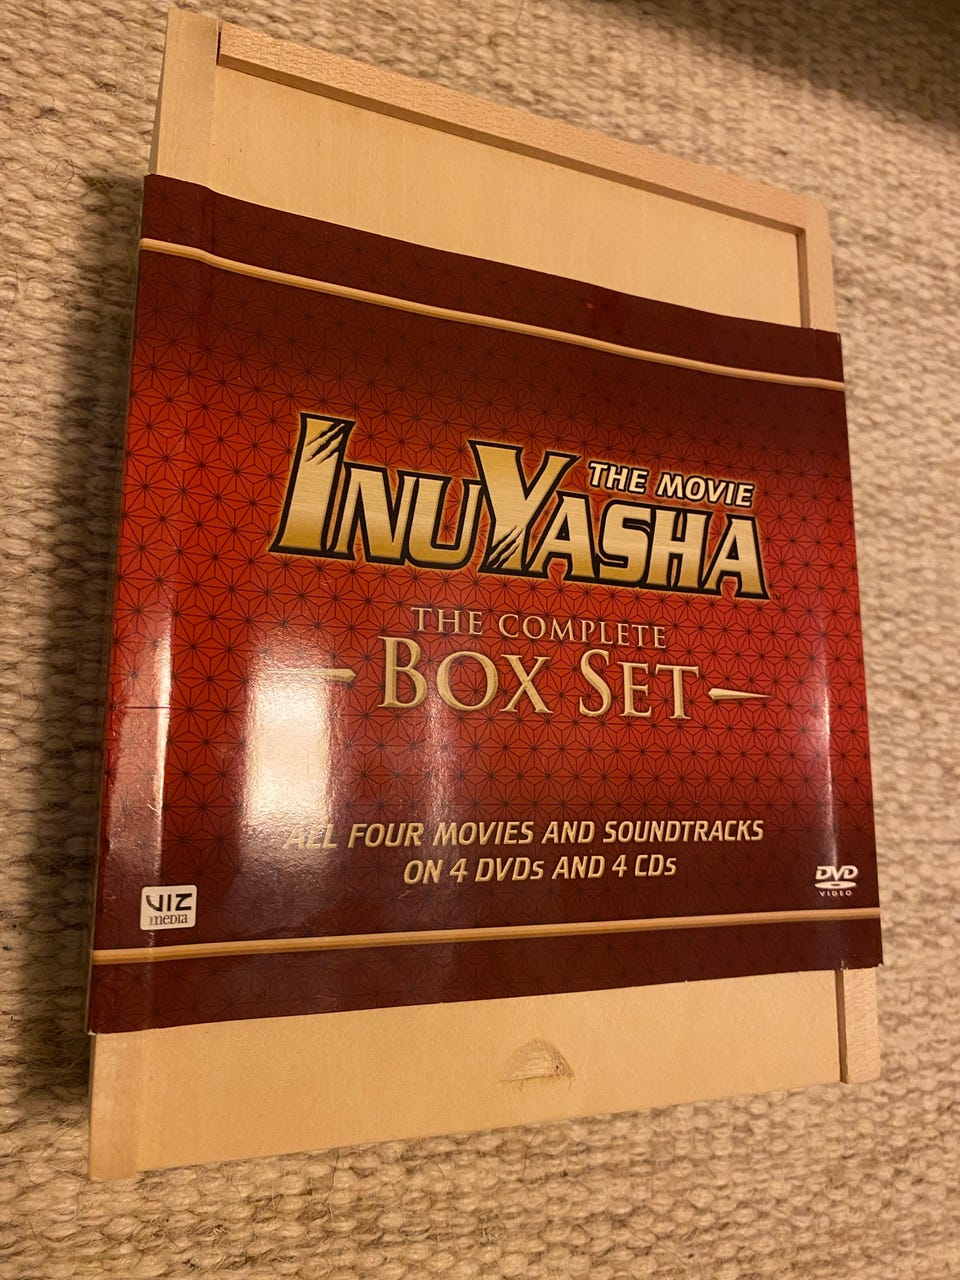 THE MOVIE
INUYASHA
THE COMPLETE
BOX SET
ALL FOUR MOVIES AND SOUNDTRACKS
ON 4 DVDs AND 4 CDs
VIZ
media
DVD
VIDEO